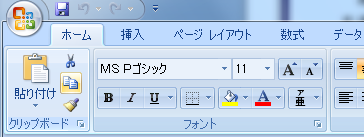 ホーム 挿入 ページ レイアウト 数式 データ
MS Pゴシック 11 A A
貼り付け B I U A ア亜
クリップボード フォント